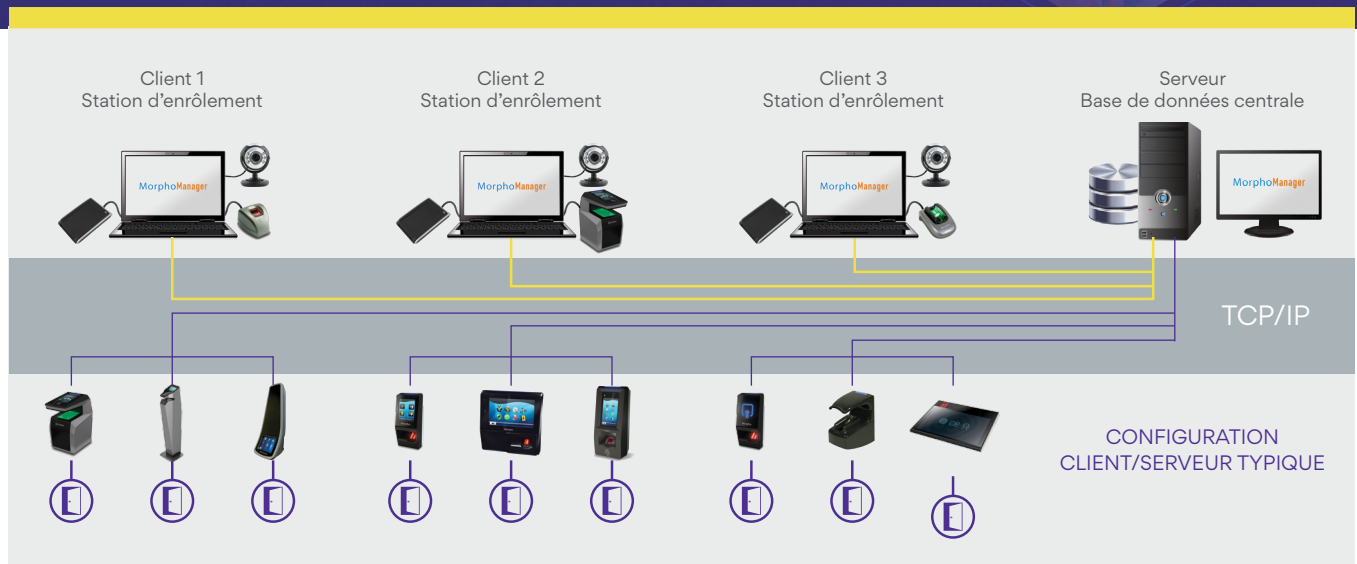 Client 1
Station d'enrôlement
Client 2
Station d'enrôlement
Client 3
Station d'enrôlement
Serveur
Base de données centrale
MorphoManager
MorphoManager
MorphoManager
MorphoManager
TCP/IP
CONFIGURATION
CLIENT/SERVEUR TYPIQUE